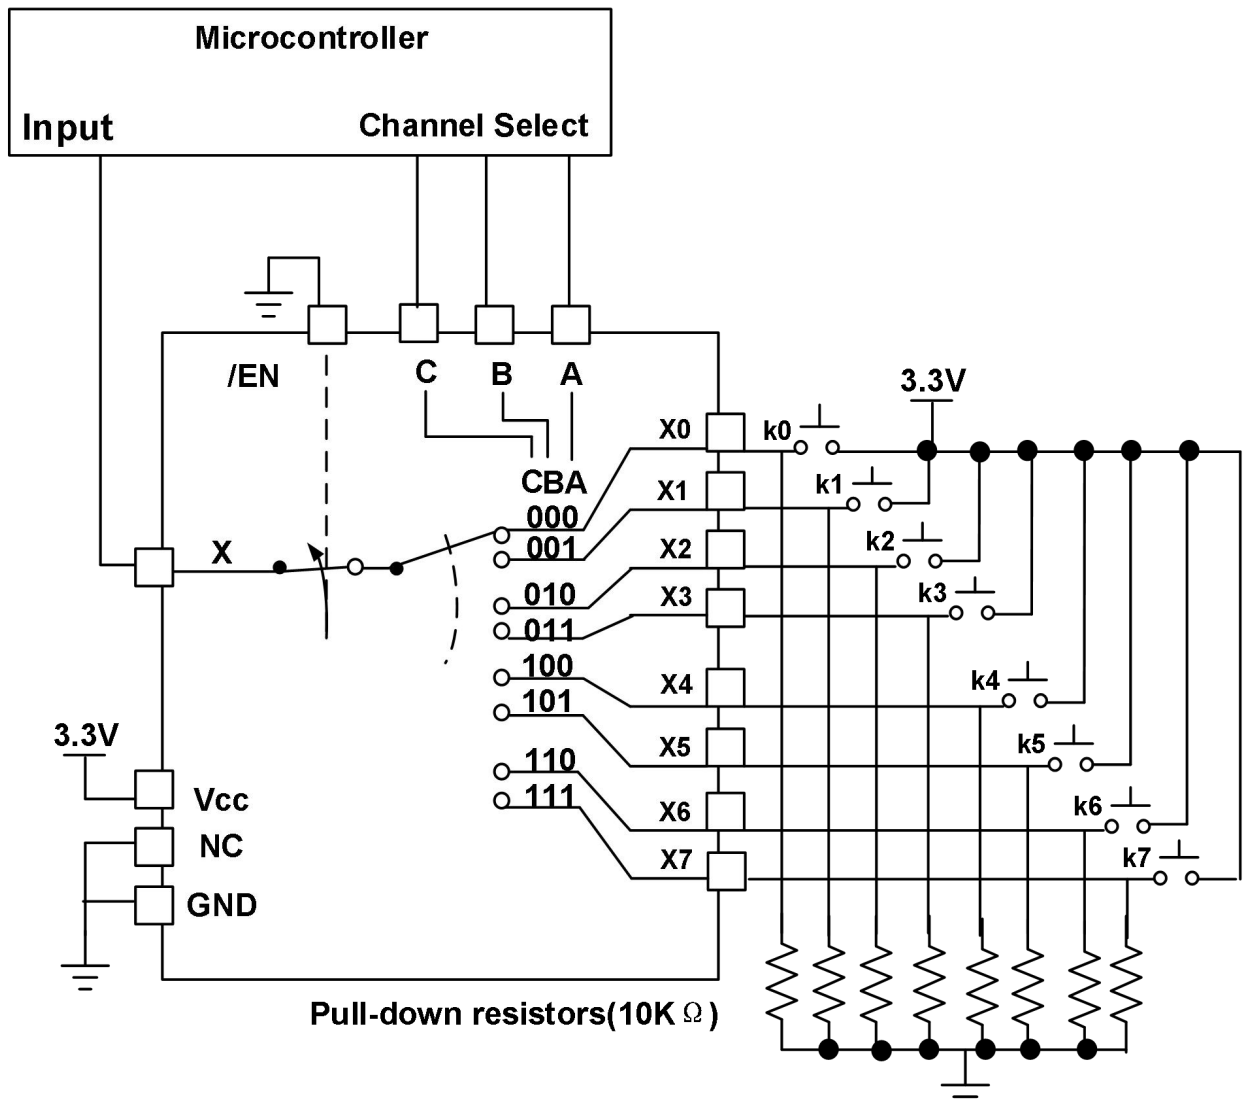 Microcontroller
Input
Channel Select
/EN
C
B
A
CBA
X
000
001
010
011
100
101
110
111
X0
X1
X2
X3
X4
X5
X6
X7
3.3V
k0
k1
k2
k3
k4
k5
k6
k7
3.3V
Vcc
NC
GND
Pull-down resistors(10KΩ)